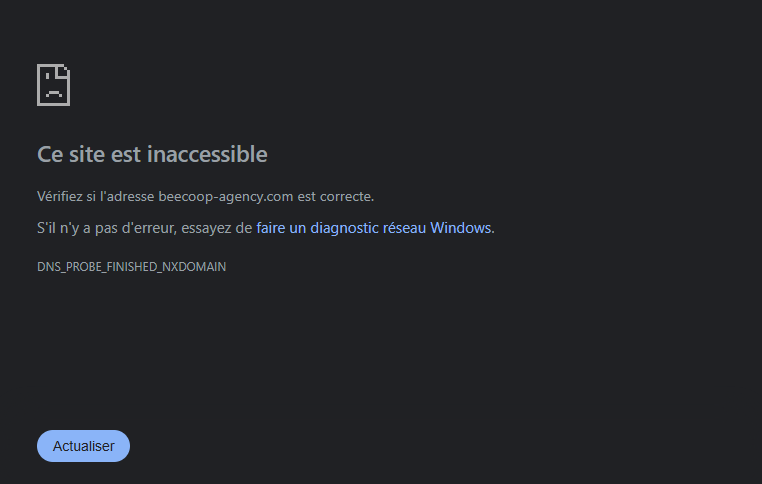 Ce site est inaccessible
Vérifiez si l'adresse beecoop-agency.com est correcte.
S'il n'y a pas d'erreur, essayez de faire un diagnostic réseau Windows.
DNS_PROBE_FINISHED_NXDOMAIN
Actualiser